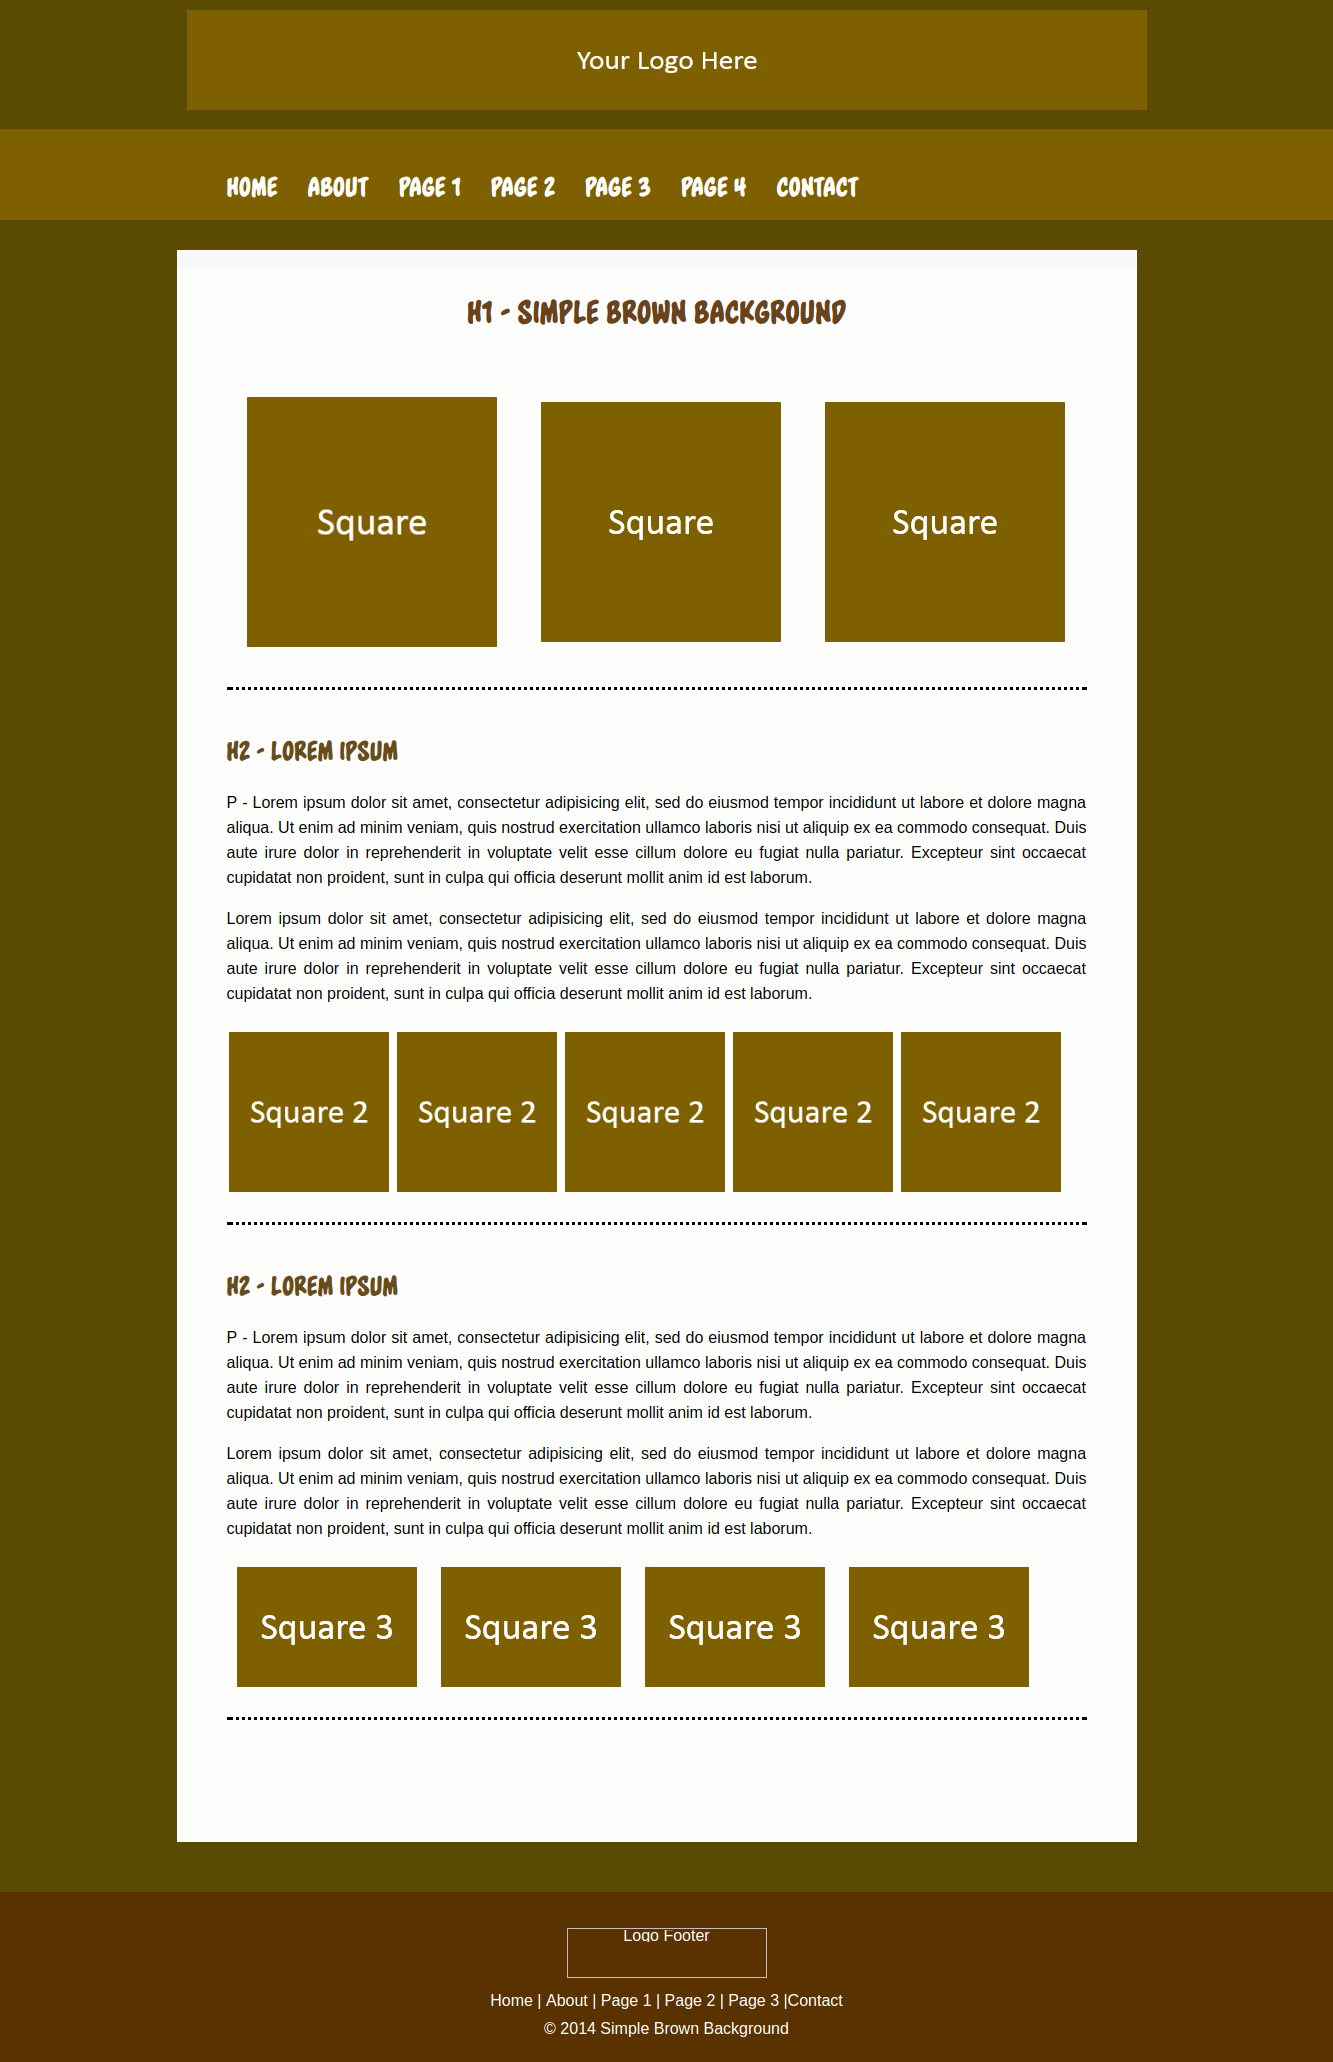 Your Logo Here
HOME ABOUT PAGE 1 PAGE 2 PAGE 3 PAGE 4 CONTACT
H1 - SIMPLE BROWN BACKGROUND
Square Square Square
H2 - LOREM IPSUM
P - Lorem ipsum dolor sit amet, consectetur adipisicing elit, sed do eiusmod tempor incididunt ut labore et dolore magna
aliqua. Ut enim ad minim veniam, quis nostrud exercitation ullamco laboris nisi ut aliquip ex ea commodo consequat. Duis
aute irure dolor in reprehenderit in voluptate velit esse cillum dolore eu fugiat nulla pariatur. Excepteur sint occaecat
cupidatat non proident, sunt in culpa qui officia deserunt mollit anim id est laborum.
Lorem ipsum dolor sit amet, consectetur adipisicing elit, sed do eiusmod tempor incididunt ut labore et dolore magna
aliqua. Ut enim ad minim veniam, quis nostrud exercitation ullamco laboris nisi ut aliquip ex ea commodo consequat. Duis
aute irure dolor in reprehenderit in voluptate velit esse cillum dolore eu fugiat nulla pariatur. Excepteur sint occaecat
cupidatat non proident, sunt in culpa qui officia deserunt mollit anim id est laborum.
Square 2 Square 2 Square 2 Square 2 Square 2
H2 - LOREM IPSUM
P - Lorem ipsum dolor sit amet, consectetur adipisicing elit, sed do eiusmod tempor incididunt ut labore et dolore magna
aliqua. Ut enim ad minim veniam, quis nostrud exercitation ullamco laboris nisi ut aliquip ex ea commodo consequat. Duis
aute irure dolor in reprehenderit in voluptate velit esse cillum dolore eu fugiat nulla pariatur. Excepteur sint occaecat
cupidatat non proident, sunt in culpa qui officia deserunt mollit anim id est laborum.
Lorem ipsum dolor sit amet, consectetur adipisicing elit, sed do eiusmod tempor incididunt ut labore et dolore magna
aliqua. Ut enim ad minim veniam, quis nostrud exercitation ullamco laboris nisi ut aliquip ex ea commodo consequat. Duis
aute irure dolor in reprehenderit in voluptate velit esse cillum dolore eu fugiat nulla pariatur. Excepteur sint occaecat
cupidatat non proident, sunt in culpa qui officia deserunt mollit anim id est laborum.
Square 3 Square 3 Square 3 Square 3
Logo Footer
Home | About | Page 1 | Page 2 | Page 3 |Contact
© 2014 Simple Brown Background